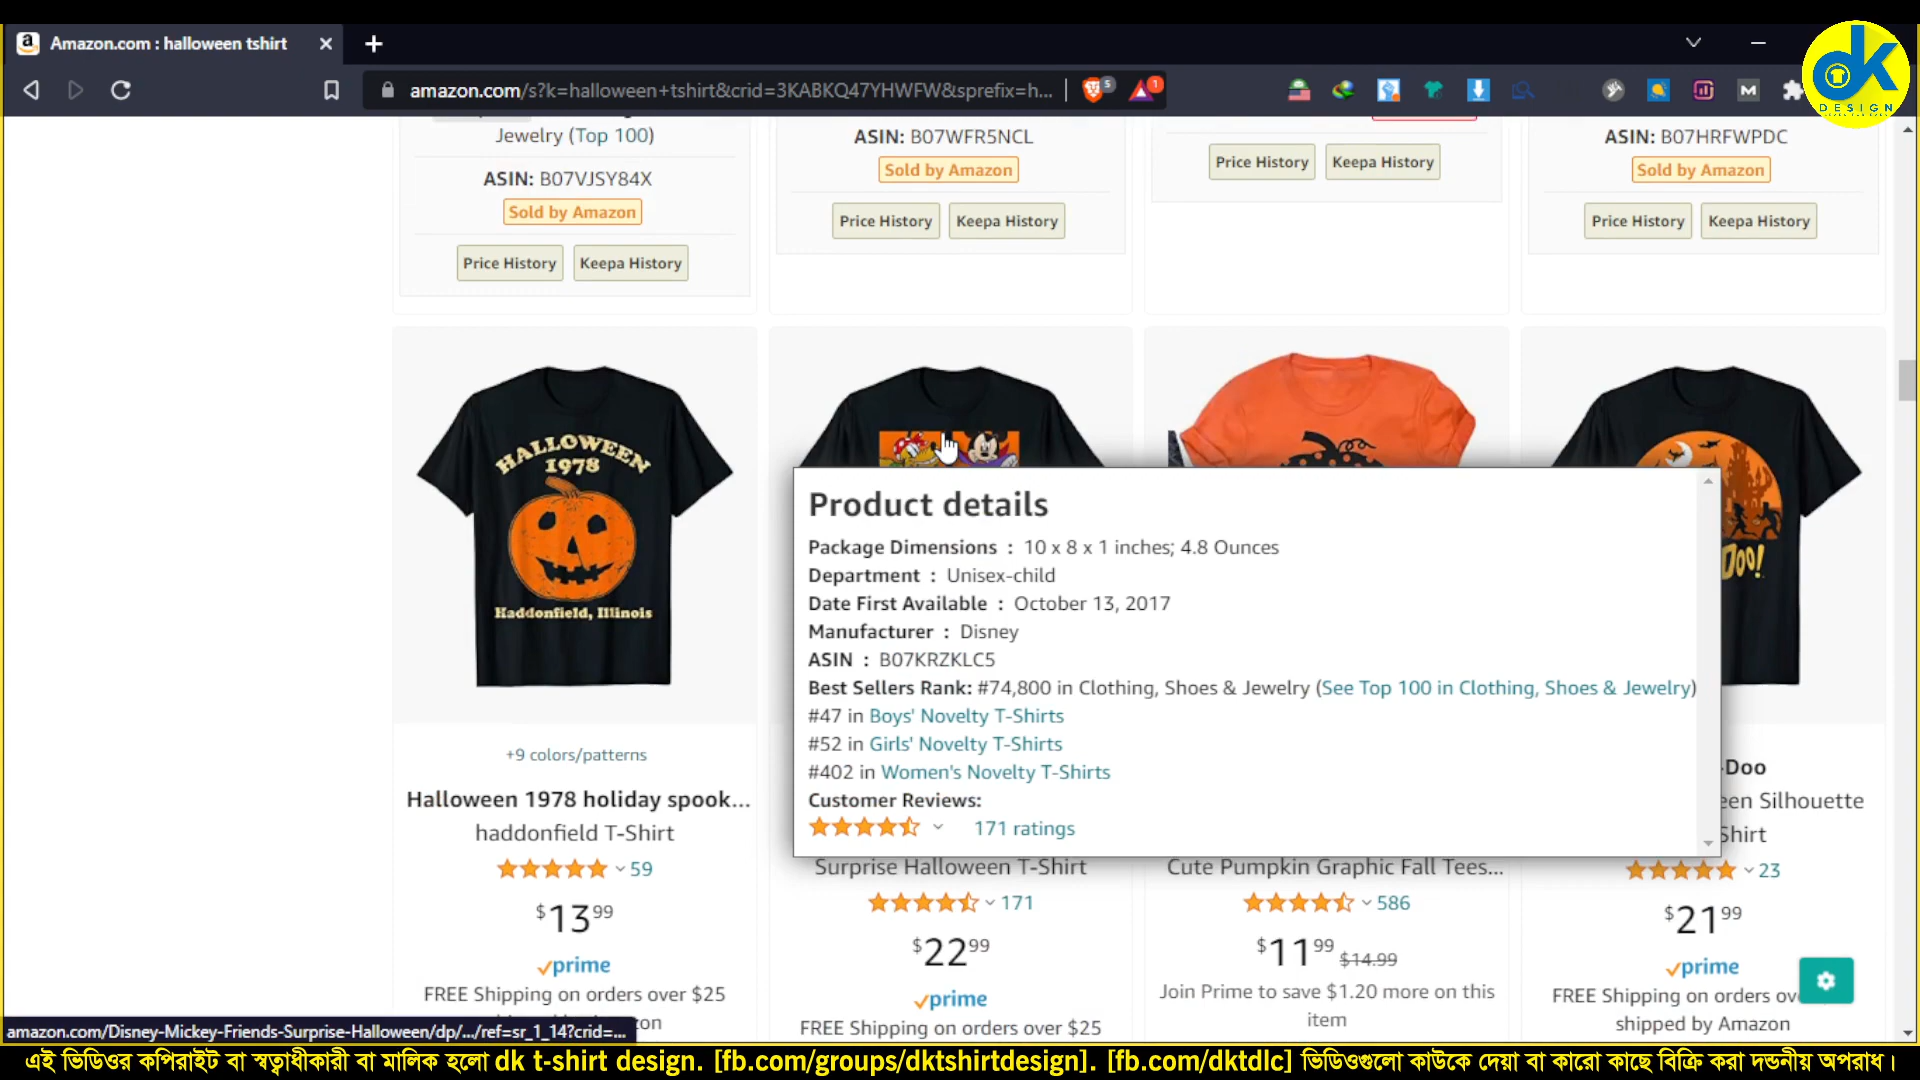 Amazon.com : halloween tshirt
amazon.com/s?k=halloween+tshirt&crid=3KABKQ47YHWFW&sprefix=h...
5
1
dk
DESIGN
Jewelry (Top 100)
ASIN: B07VJSY84X
Sold by Amazon
Price History
Keepa History
ASIN: B07WFR5NCL
Sold by Amazon
Price History
Keepa History
Price History
Keepa History
ASIN: B07HRFWPDC
Sold by Amazon
Price History
Keepa History
HALLOWEEN
1978
Haddonfield, Illinois
DOO!
Product details
Package Dimensions : 10 x 8 x 1 inches; 4.8 Ounces
Department : Unisex-child
Date First Available : October 13, 2017
Manufacturer : Disney
ASIN : B07KRZKLC5
Best Sellers Rank: #74,800 in Clothing, Shoes & Jewelry (See Top 100 in Clothing, Shoes & Jewelry)
#47 in Boys' Novelty T-Shirts
#52 in Girls' Novelty T-Shirts
#402 in Women's Novelty T-Shirts
Customer Reviews:
171 ratings
+9 colors/patterns
Halloween 1978 holiday spook...
haddonfield T-Shirt
59
$13.99
prime
FREE Shipping on orders over $25
Surprise Halloween T-Shirt
171
$22.99
prime
FREE Shipping on orders over $25
Cute Pumpkin Graphic Fall Tees...
586
$11.99 $14.99
Join Prime to save $1.20 more on this
item
-Doo
een Silhouette
Shirt
23
$21.99
prime
FREE Shipping on orders ov
shipped by Amazon
amazon.com/Disney-Mickey-Friends-Surprise-Halloween/dp/.../ref=sr_1_14?crid=...
এই ভিডিওর কপিরাইট বা স্বত্বাধীকারী বা মালিক হলো dk t-shirt design. [fb.com/groups/dktshirtdesign]. [fb.com/dktdlc] ভিডিওগুলো কাউকে দেয়া বা কারো কাছে বিক্রি করা দন্ডনীয় অপরাধ।